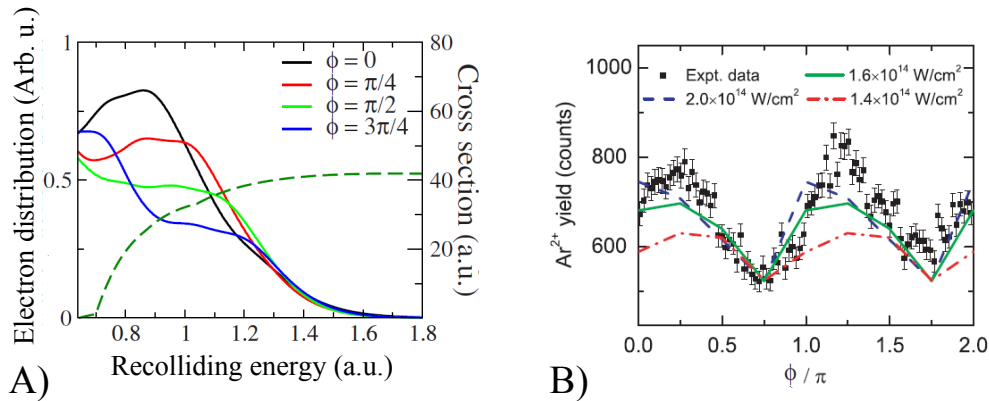 1
0.5
0
Electron distribution (Arb. u.)
ϕ = 0
ϕ = π/4
ϕ = π/2
ϕ = 3π/4
80
60
40
20
0
Cross section (a.u.)
0.8 1 1.2 1.4 1.6 1.8
Recolliding energy (a.u.)
A)
1000
800
600
Ar²⁺ yield (counts)
Expt. data 1.6×10¹⁴ W/cm²
2.0×10¹⁴ W/cm² 1.4×10¹⁴ W/cm²
0.0 0.5 1.0 1.5 2.0
ϕ / π
B)